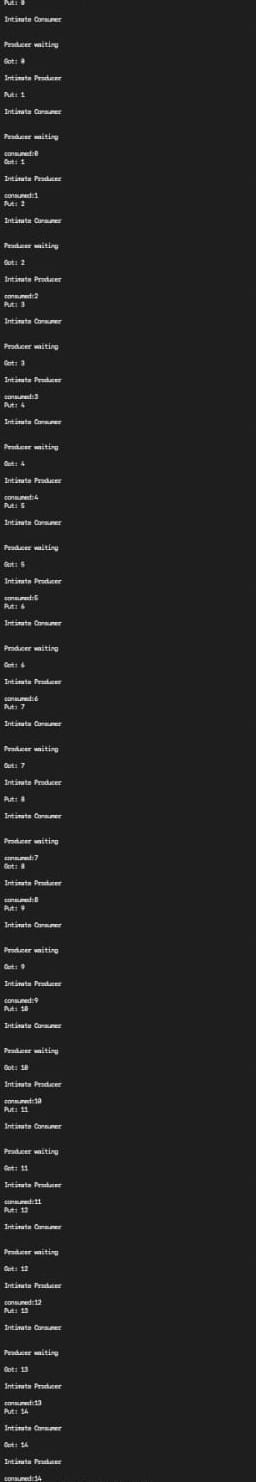 Put: 0
Intimate Consumer
Producer waiting
Got: 0
Intimate Producer
Put: 1
Intimate Consumer
Producer waiting
consumed:0
Got: 1
Intimate Producer
consumed:1
Put: 2
Intimate Consumer
Producer waiting
Got: 2
Intimate Producer
consumed:2
Put: 3
Intimate Consumer
Producer waiting
Got: 3
Intimate Producer
consumed:3
Put: 4
Intimate Consumer
Producer waiting
Got: 4
Intimate Producer
consumed:4
Put: 5
Intimate Consumer
Producer waiting
Got: 5
Intimate Producer
consumed:5
Put: 6
Intimate Consumer
Producer waiting
Got: 6
Intimate Producer
consumed:6
Put: 7
Intimate Consumer
Producer waiting
Got: 7
Intimate Producer
Put: 8
Intimate Consumer
Producer waiting
consumed:7
Got: 8
Intimate Producer
consumed:8
Put: 9
Intimate Consumer
Producer waiting
Got: 9
Intimate Producer
consumed:9
Put: 10
Intimate Consumer
Producer waiting
Got: 10
Intimate Producer
consumed:10
Put: 11
Intimate Consumer
Producer waiting
Got: 11
Intimate Producer
consumed:11
Put: 12
Intimate Consumer
Producer waiting
Got: 12
Intimate Producer
consumed:12
Put: 13
Intimate Consumer
Producer waiting
Got: 13
Intimate Producer
consumed:13
Put: 14
Intimate Consumer
Got: 14
Intimate Producer
consumed:14